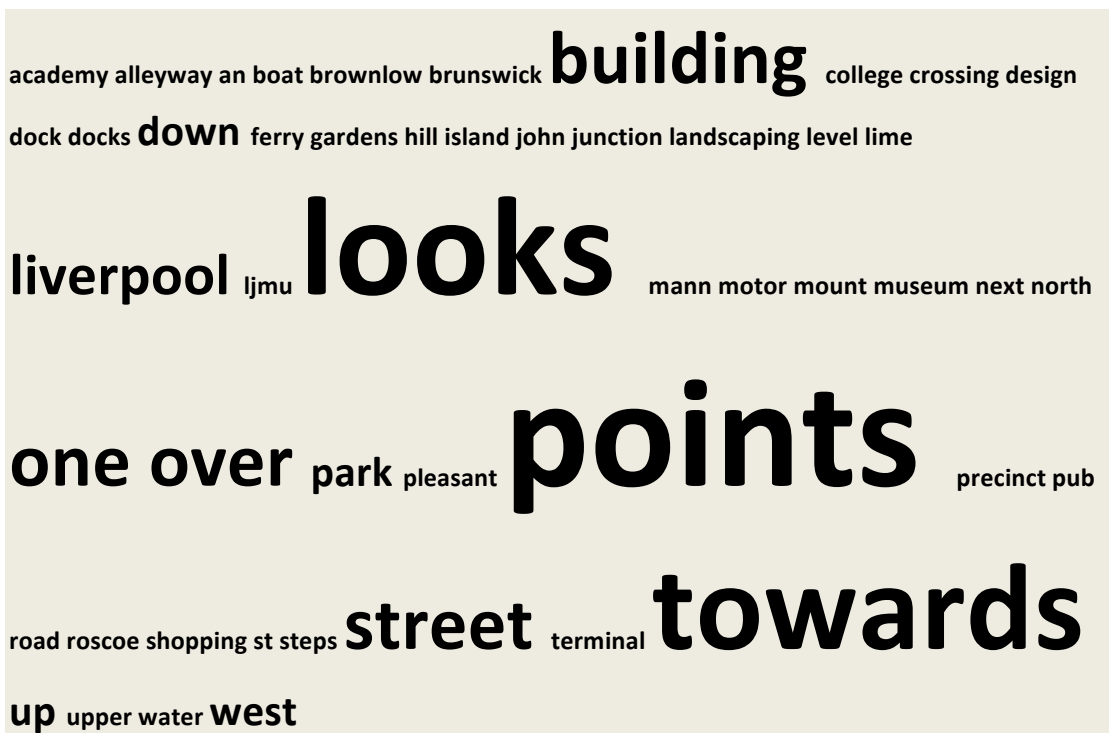 academy alleyway an boat brownlow brunswick building college crossing design
dock docks down ferry gardens hill island john junction landscaping level lime
liverpool ljmu looks mann motor mount museum next north
one over park pleasant points precinct pub
road roscoe shopping st steps street terminal towards
up upper water west